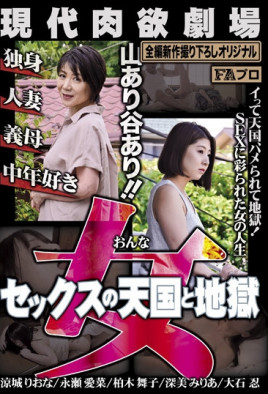 現代肉欲劇場
全編新作撮り下ろしオリジナル
FAプロ
独身
人妻
義母
中年好き
山あり谷あり!!
イって天国、ハメられて地獄!
SEXに彩られた女の人生
おんな
女
セックスの天国と地獄
涼城りおな/永瀬愛菜/柏木舞子/深美みりあ/大石忍